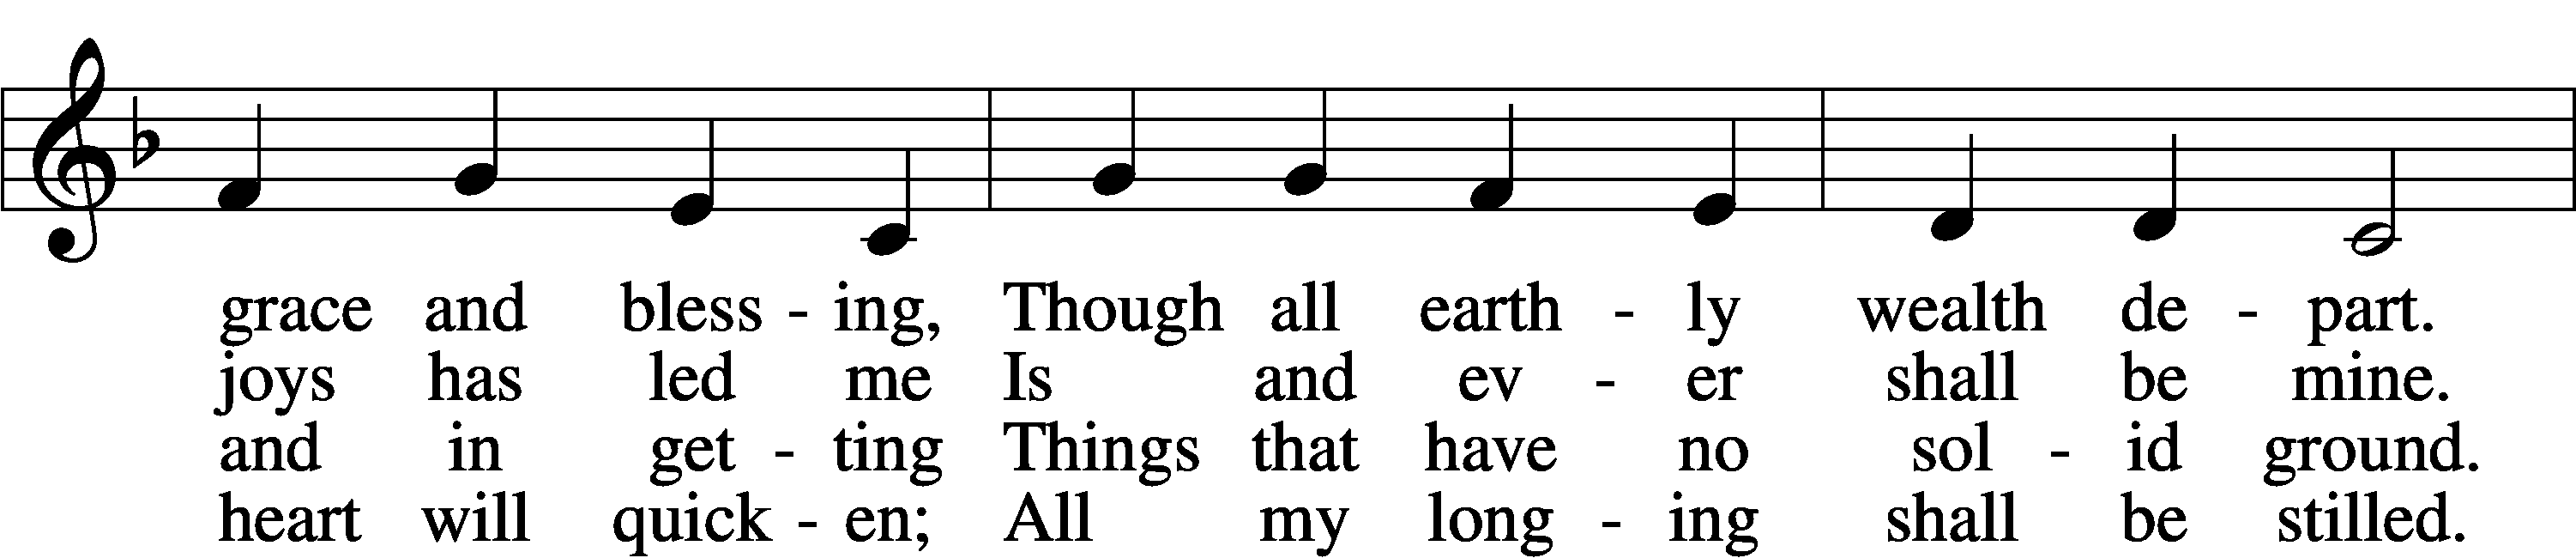 grace and bless - ing, Though all earth - ly wealth de - part.
joys has led me Is and ev - er shall be mine.
and in get - ting Things that have no sol - id ground.
heart will quick - en; All my long - ing shall be stilled.